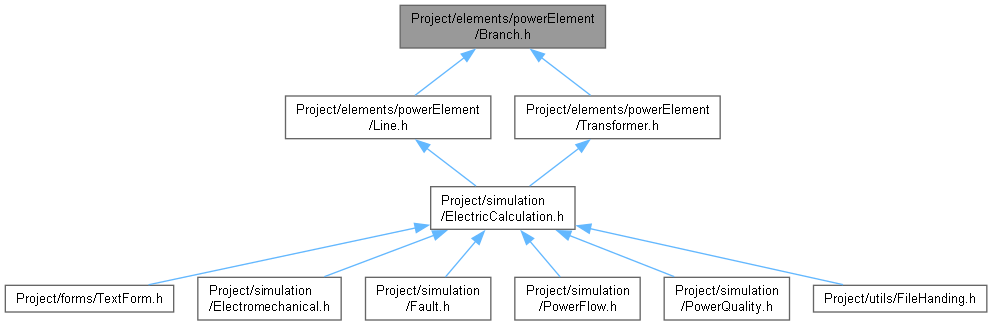 Project/elements/powerElement
/Branch.h
Project/elements/powerElement
/Line.h
Project/elements/powerElement
/Transformer.h
Project/simulation
/ElectricCalculation.h
Project/forms/TextForm.h
Project/simulation
/Electromechanical.h
Project/simulation
/Fault.h
Project/simulation
/PowerFlow.h
Project/simulation
/PowerQuality.h
Project/utils/FileHanding.h